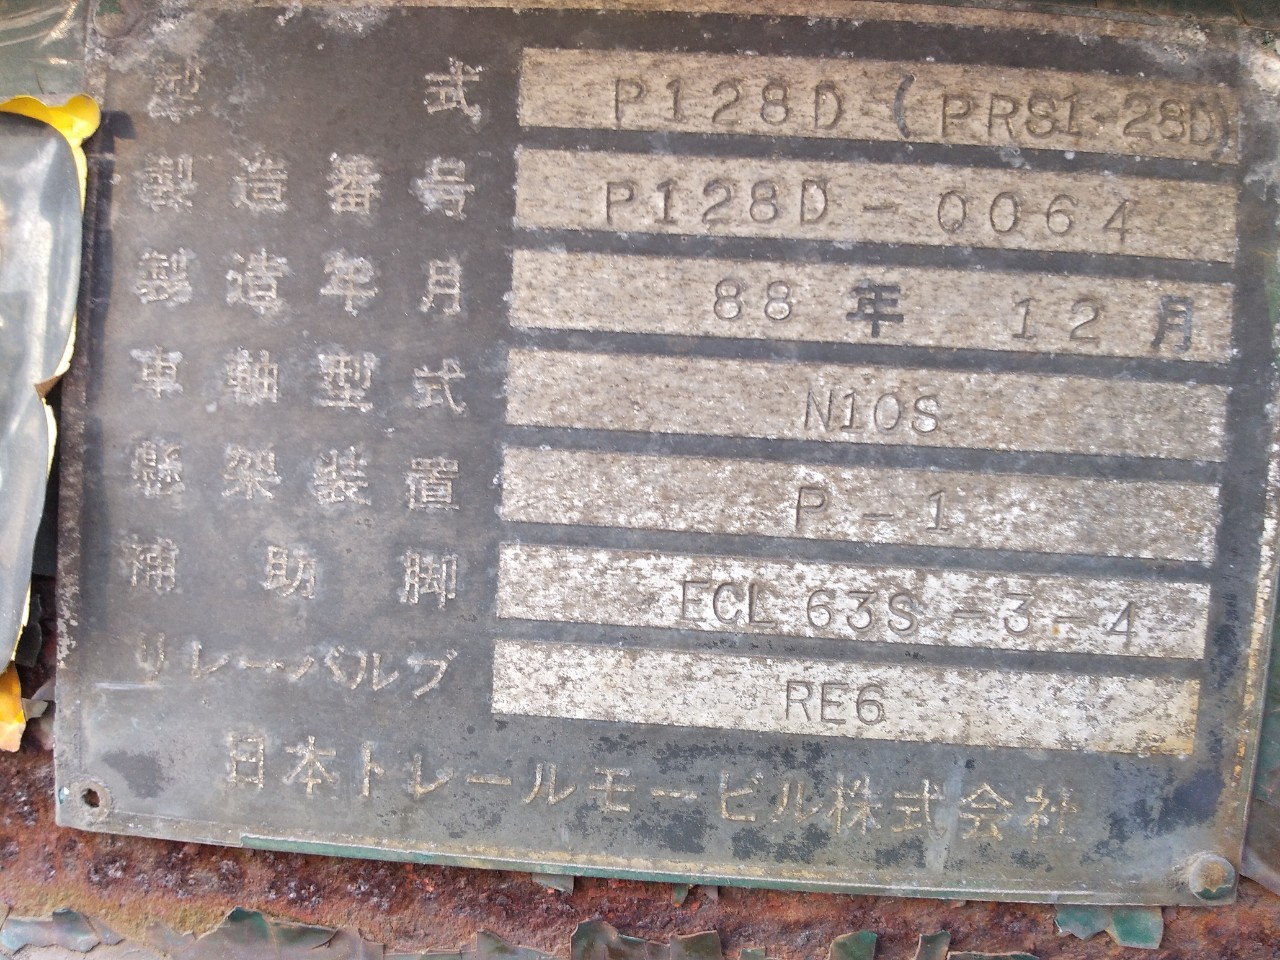 型式 P128D-(PRS1-28D)
製造番号 P128D-0064
製造年月 88年 12月
車軸型式 N10S
懸架装置 P-1
補助脚 ECL 63S-3-4
リレーバルブ RE6
日本トレールモービル株式会社